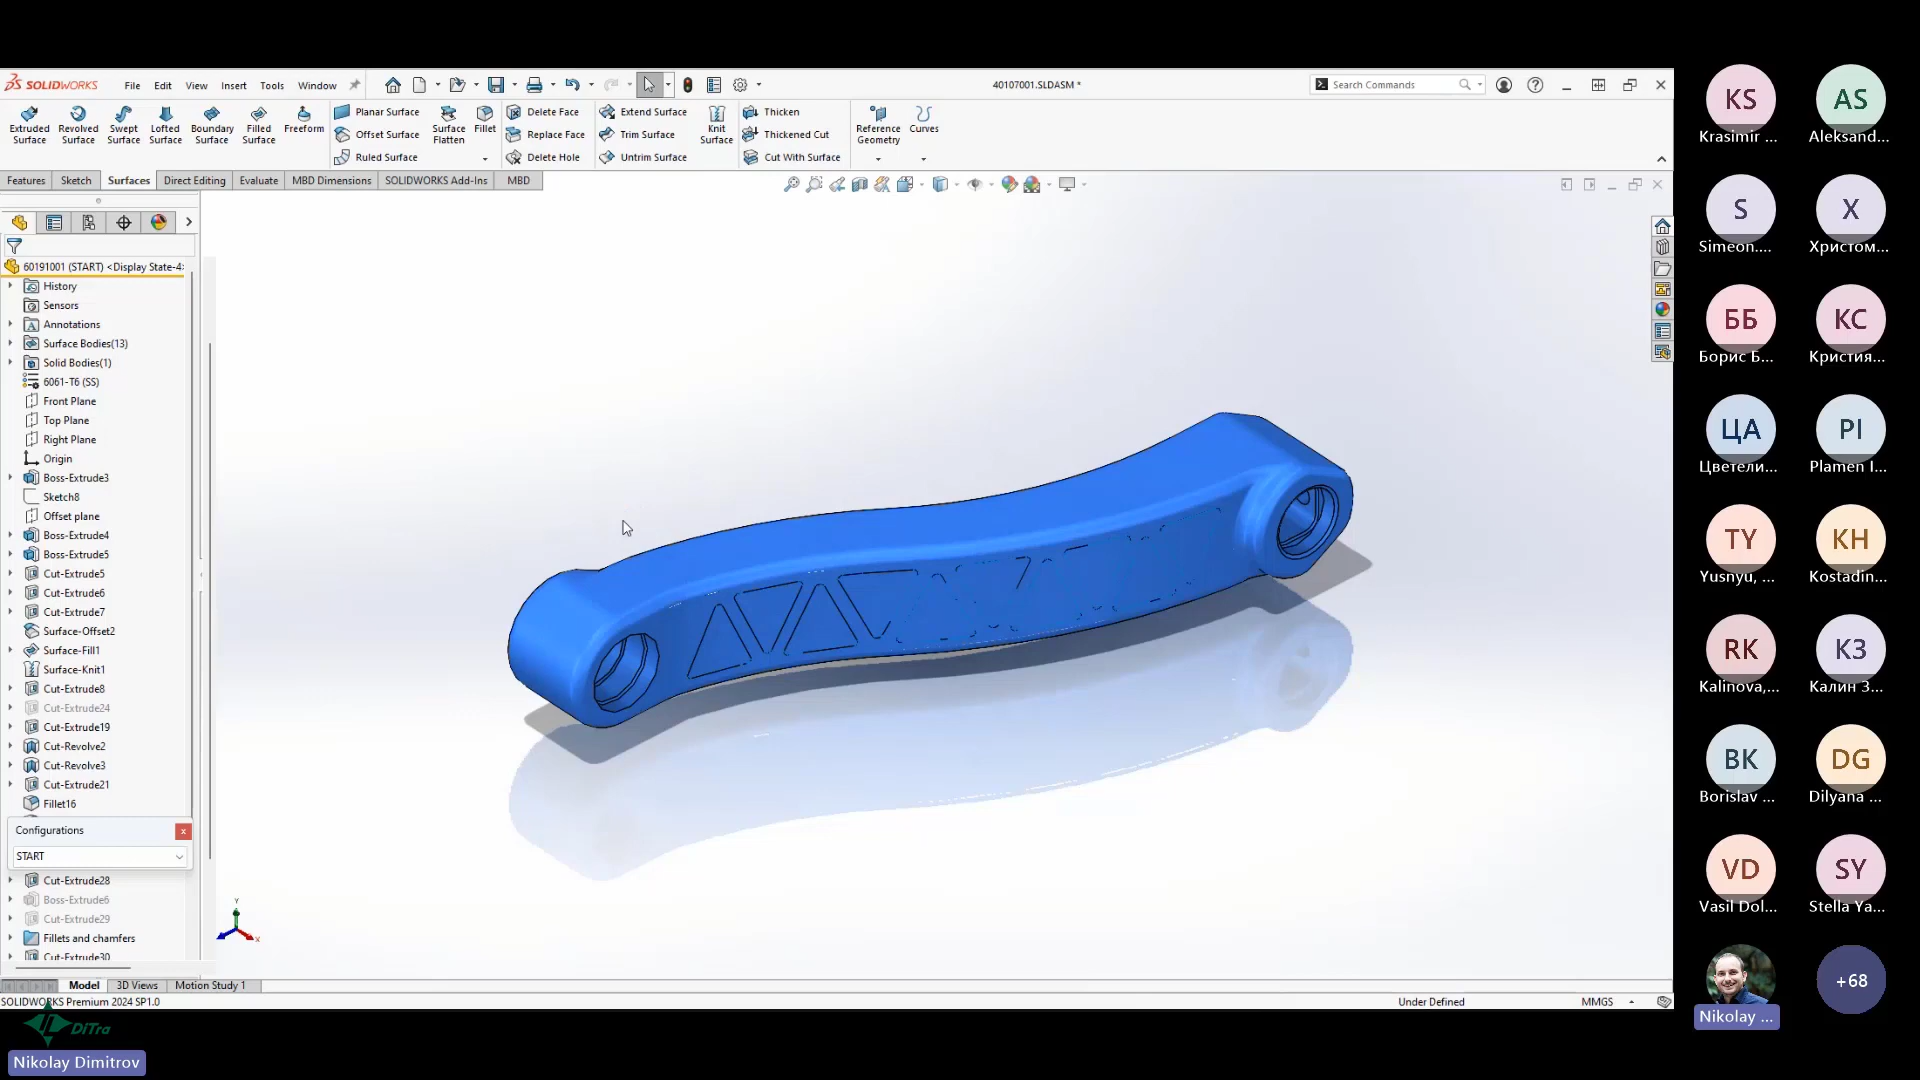 SOLIDWORKS
File Edit View Insert Tools Window
40107001.SLDASM *
Search Commands
Extruded Surface
Revolved Surface
Swept Surface
Lofted Surface
Boundary Surface
Filled Surface
Freeform
Planar Surface
Offset Surface
Ruled Surface
Surface Flatten
Fillet
Delete Face
Replace Face
Delete Hole
Extend Surface
Trim Surface
Untrim Surface
Knit Surface
Thicken
Thickened Cut
Cut With Surface
Reference Geometry
Curves
Features Sketch Surfaces Direct Editing Evaluate MBD Dimensions SOLIDWORKS Add-Ins MBD
60191001 (START) <Display State-4>
History
Sensors
Annotations
Surface Bodies(13)
Solid Bodies(1)
6061-T6 (SS)
Front Plane
Top Plane
Right Plane
Origin
Boss-Extrude3
Sketch8
Offset plane
Boss-Extrude4
Boss-Extrude5
Cut-Extrude5
Cut-Extrude6
Cut-Extrude7
Surface-Offset2
Surface-Fill1
Surface-Knit1
Cut-Extrude8
Cut-Extrude24
Cut-Extrude19
Cut-Revolve2
Cut-Revolve3
Cut-Extrude21
Fillet16
Configurations
START
Cut-Extrude28
Boss-Extrude6
Cut-Extrude29
Fillets and chamfers
Cut-Extrude30
Y
X
Model 3D Views Motion Study 1
SOLIDWORKS Premium 2024 SP1.0
Under Defined
MMGS
DiTra
Nikolay Dimitrov
KS
Krasimir ...
AS
Aleksand...
S
Simeon....
X
Христом...
ББ
Борис Б...
КС
Кристия...
ЦА
Цветели...
PI
Plamen I...
TY
Yusnyu, ...
KH
Kostadin...
RK
Kalinova,...
КЗ
Калин З...
BK
Borislav ...
DG
Dilyana ...
VD
Vasil Dol...
SY
Stella Ya...
Nikolay ...
+68